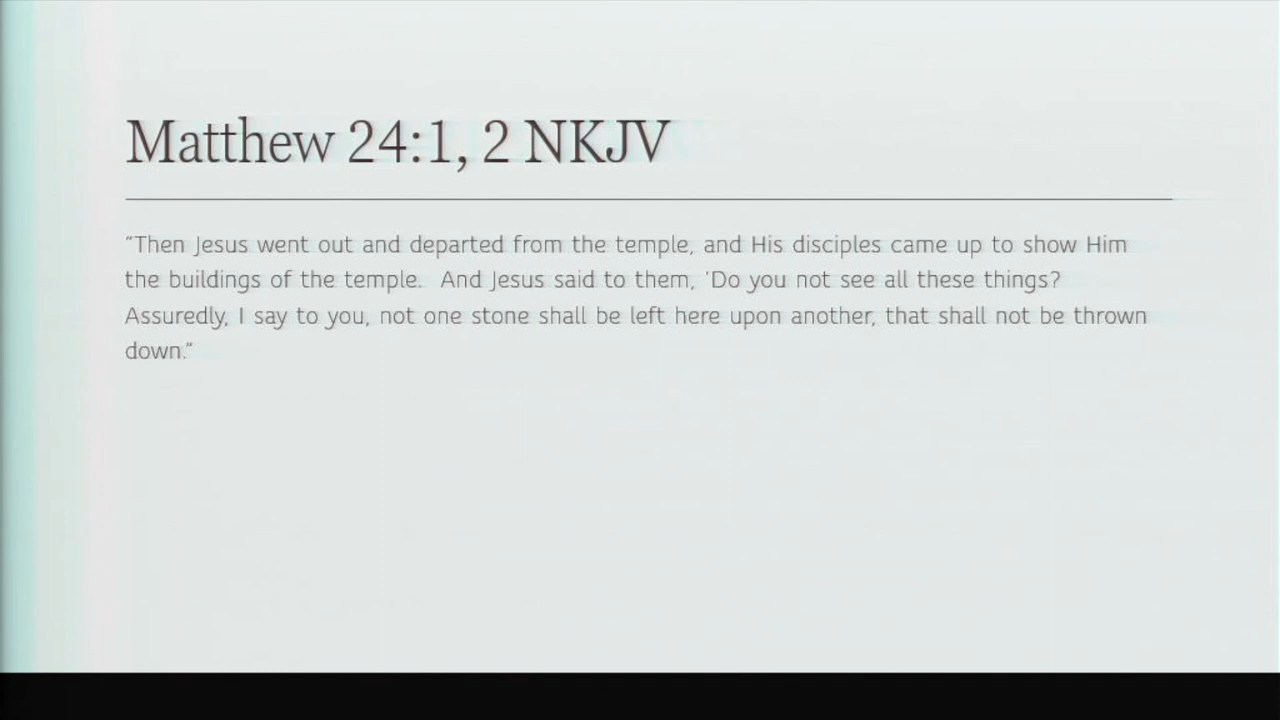 Matthew 24:1, 2 NKJV
“Then Jesus went out and departed from the temple, and His disciples came up to show Him
the buildings of the temple.  And Jesus said to them, ‘Do you not see all these things?
Assuredly, I say to you, not one stone shall be left here upon another, that shall not be thrown
down.”